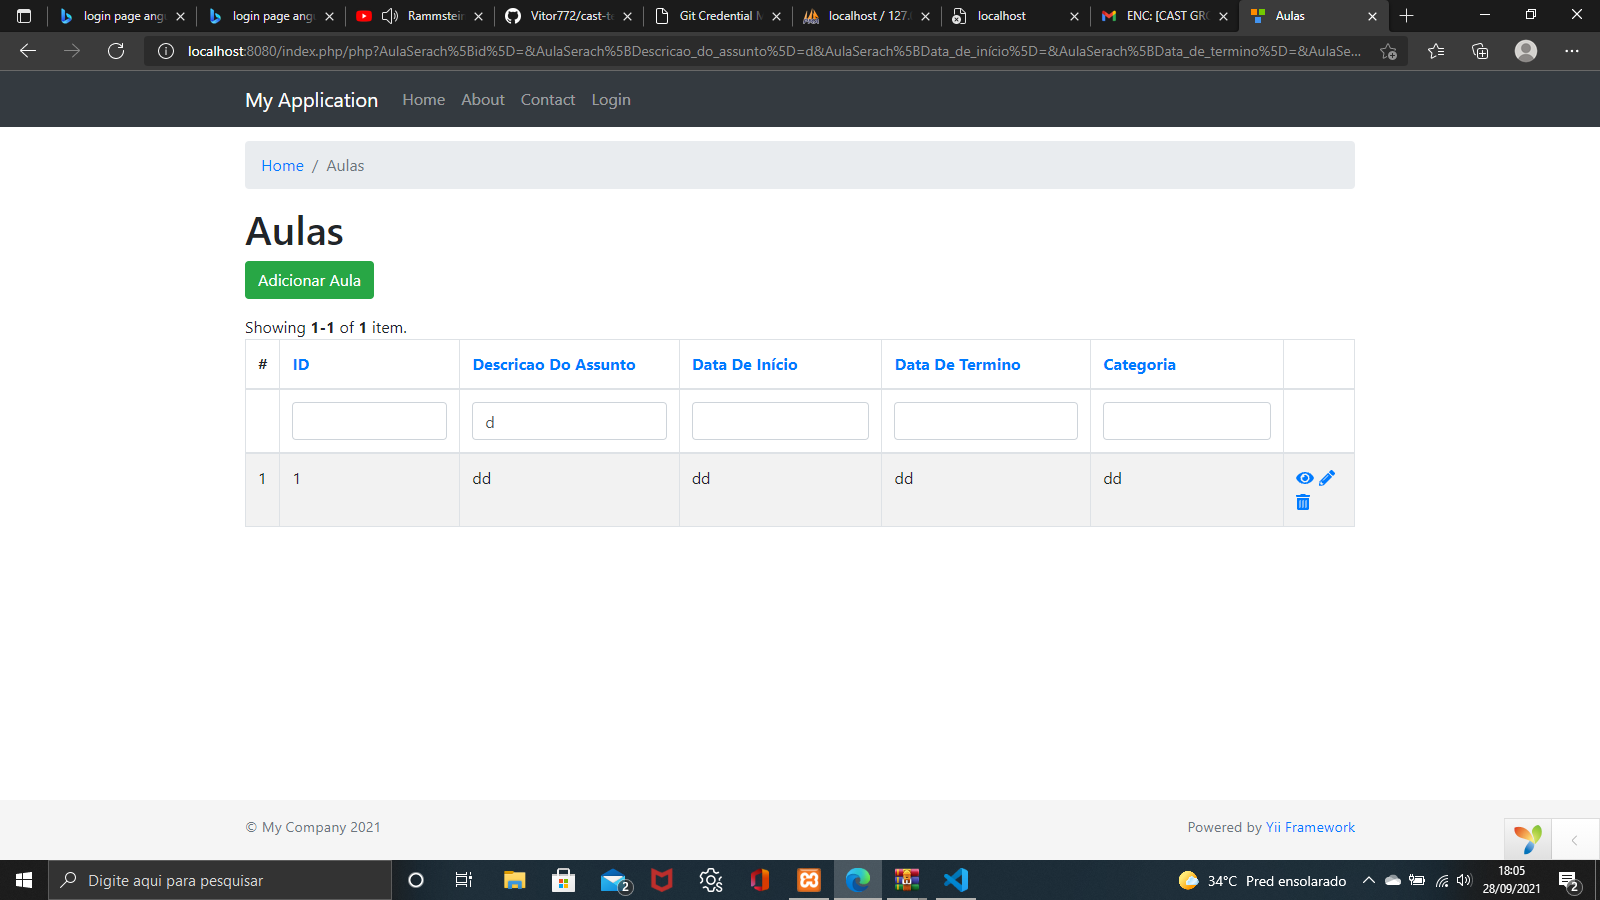 login page ang
login page ang
Rammstein
Vitor772/cast-te
Git Credential M
localhost / 127.
localhost
ENC: [CAST GRO
Aulas
localhost:8080/index.php/php?AulaSerach%5Bid%5D=&AulaSerach%5BDescricao_do_assunto%5D=d&AulaSerach%5BData_de_início%5D=&AulaSerach%5BData_de_termino%5D=&AulaSe...
My Application Home About Contact Login
Home / Aulas
Aulas
Adicionar Aula
Showing 1-1 of 1 item.
# ID Descricao Do Assunto Data De Início Data De Termino Categoria
d
1 1 dd dd dd dd
© My Company 2021
Powered by Yii Framework
Digite aqui para pesquisar
2
34°C Pred ensolarado
18:05
28/09/2021
2